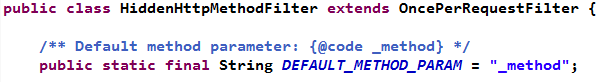 public class HiddenHttpMethodFilter extends OncePerRequestFilter {
/** Default method parameter: {@code _method} */
public static final String DEFAULT_METHOD_PARAM = "_method";